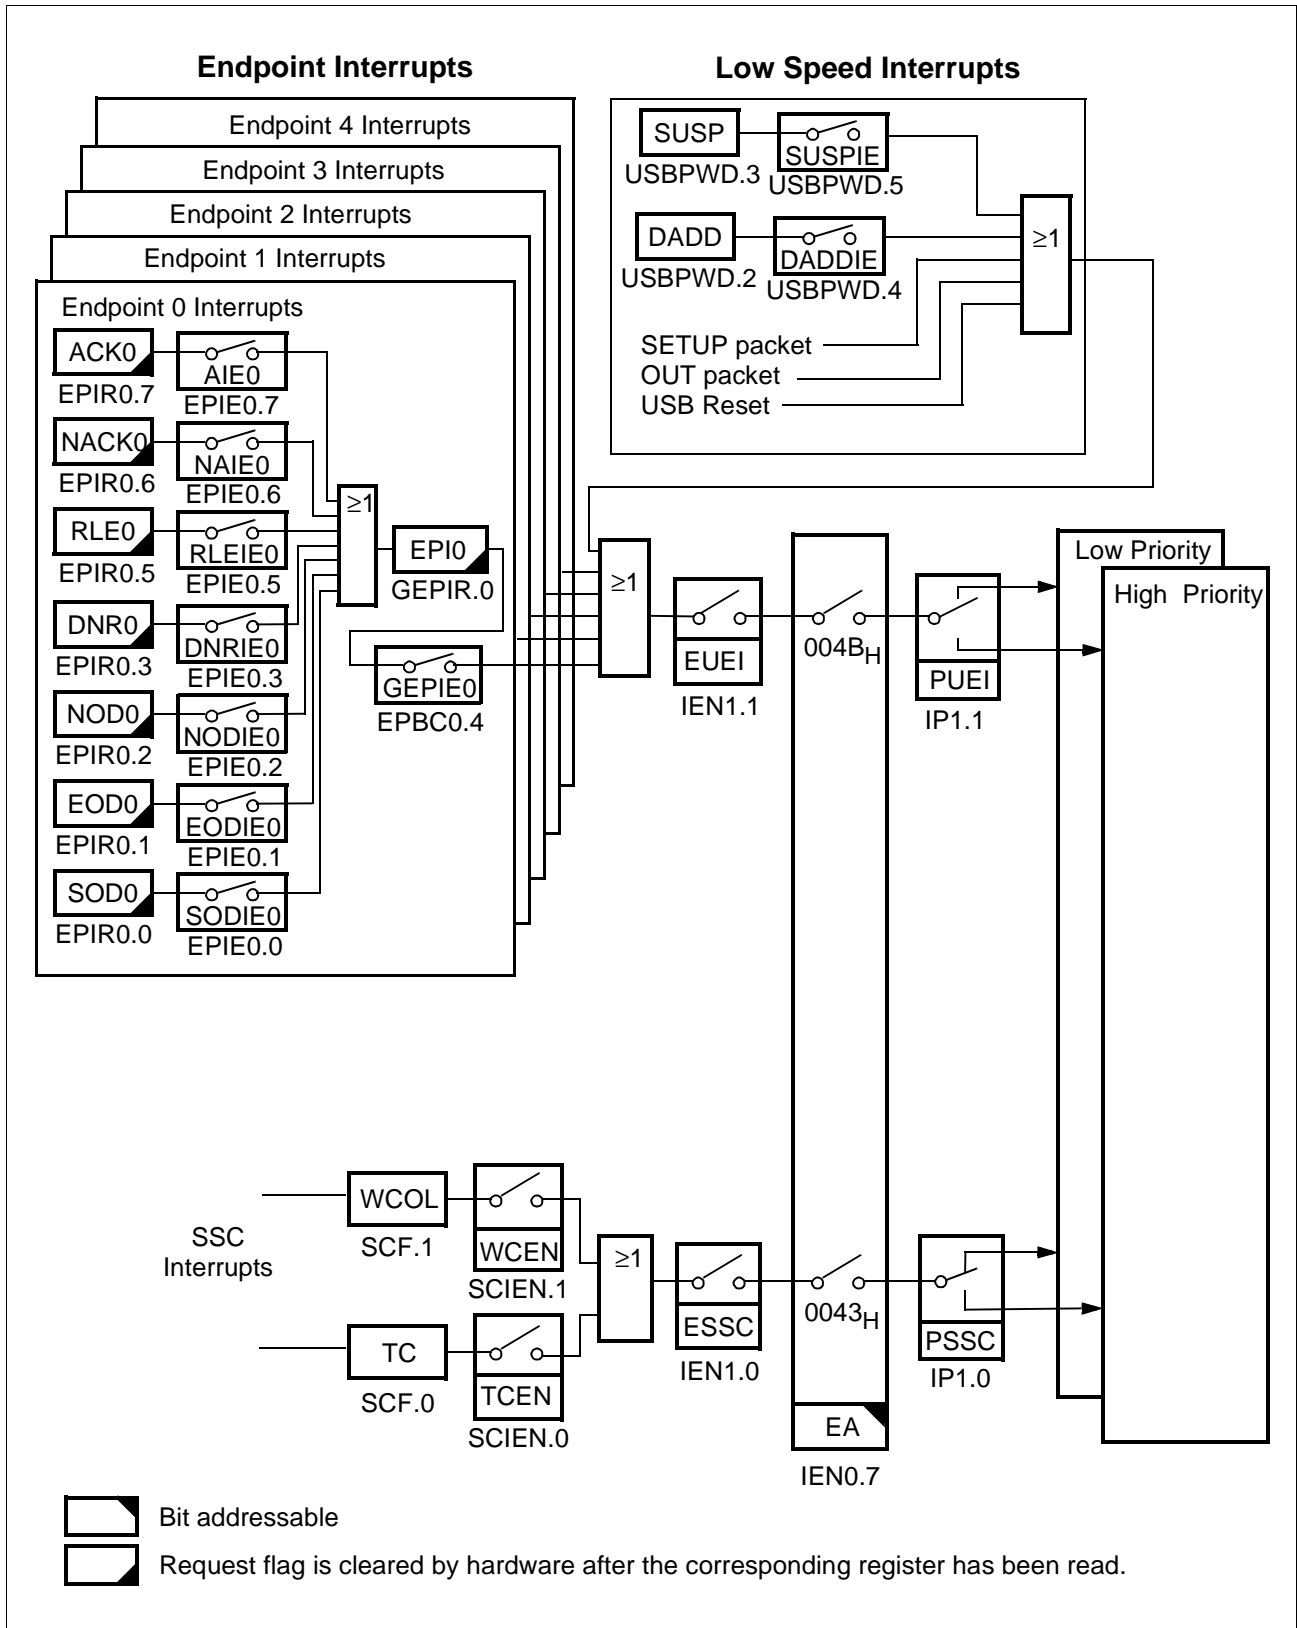 Endpoint Interrupts
Low Speed Interrupts
Endpoint 4 Interrupts
Endpoint 3 Interrupts
Endpoint 2 Interrupts
Endpoint 1 Interrupts
Endpoint 0 Interrupts
ACK0
EPIR0.7
AIE0
EPIE0.7
NACK0
EPIR0.6
NAIE0
EPIE0.6
RLE0
EPIR0.5
RLEIE0
EPIE0.5
DNR0
EPIR0.3
DNRIE0
EPIE0.3
NOD0
EPIR0.2
NODIE0
EPIE0.2
EOD0
EPIR0.1
EODIE0
EPIE0.1
SOD0
EPIR0.0
SODIE0
EPIE0.0
≥1
EPI0
GEPIR.0
GEPIE0
EPBC0.4
SUSP
USBPWD.3
SUSPIE
USBPWD.5
DADD
USBPWD.2
DADDIE
USBPWD.4
≥1
SETUP packet
OUT packet
USB Reset
≥1
EUEI
IEN1.1
004BH
PUEI
IP1.1
Low Priority
High Priority
SSC
Interrupts
WCOL
SCF.1
WCEN
SCIEN.1
TC
SCF.0
TCEN
SCIEN.0
≥1
ESSC
IEN1.0
0043H
PSSC
IP1.0
EA
IEN0.7
Bit addressable
Request flag is cleared by hardware after the corresponding register has been read.